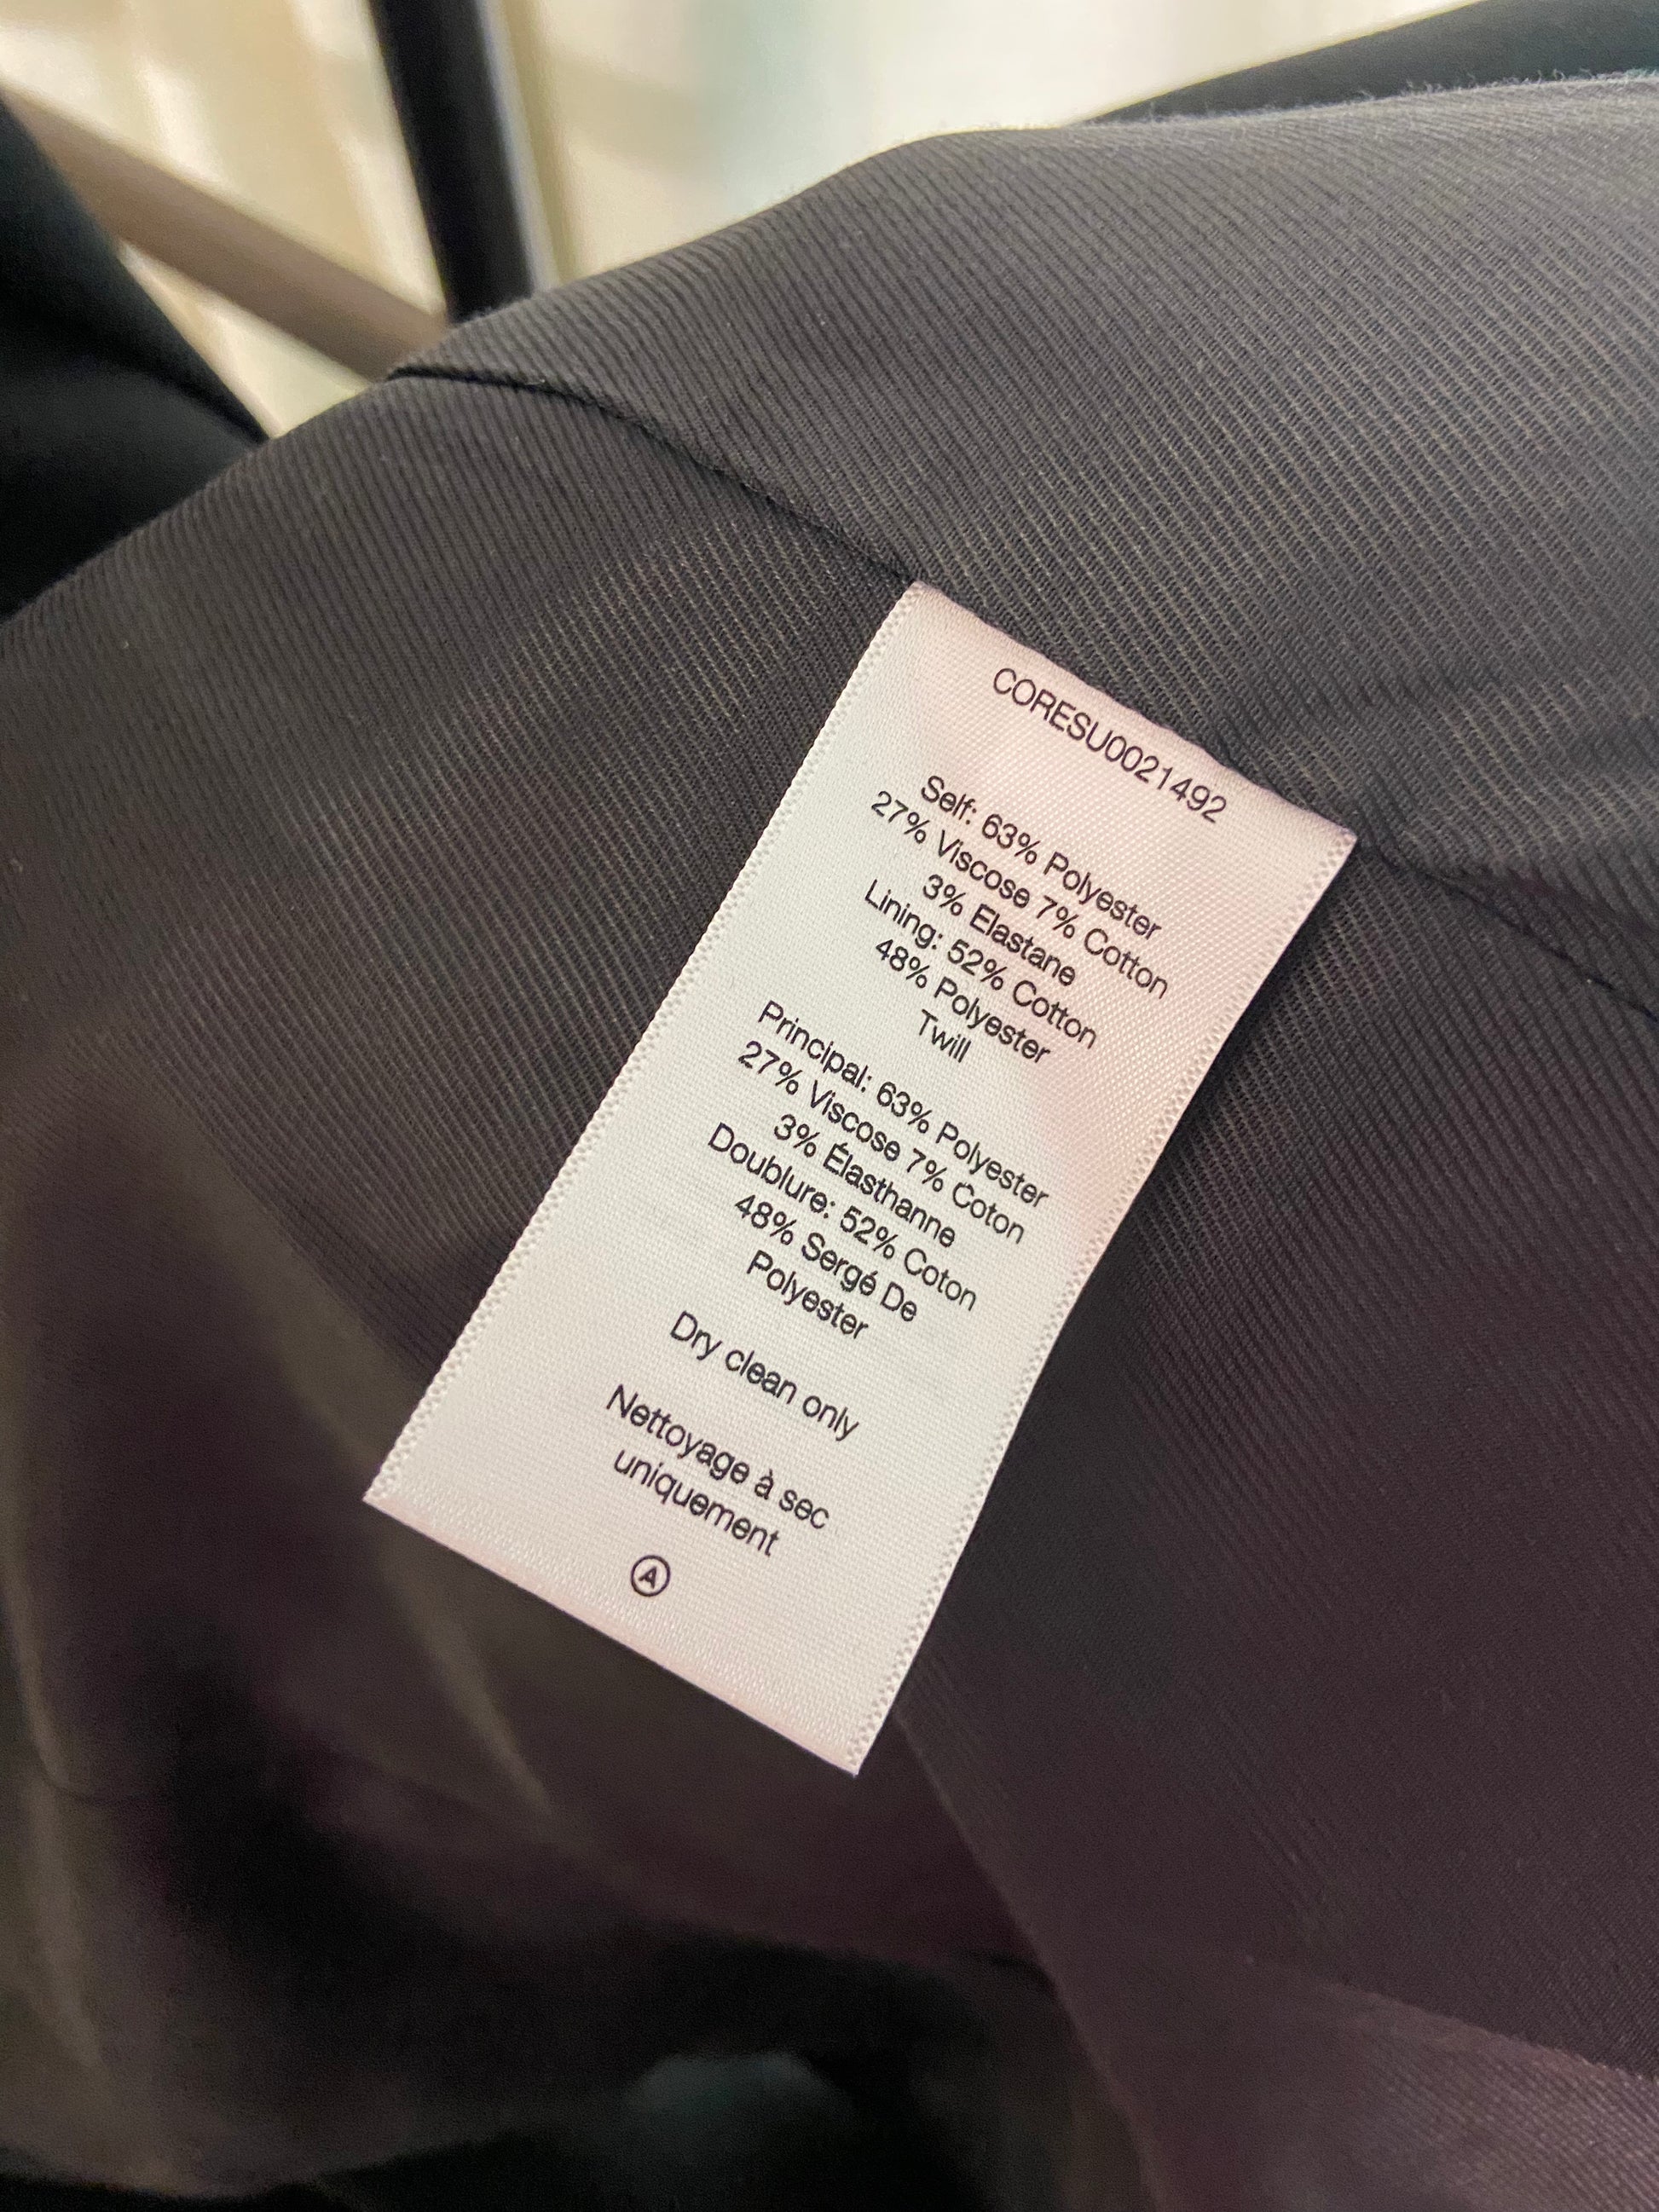 CORESU0021492
Self: 63% Polyester
27% Viscose 7% Cotton
3% Elastane
Lining: 52% Cotton
48% Polyester
Twill
Principal: 63% Polyester
27% Viscose 7% Coton
3% Élasthanne
Doublure: 52% Coton
48% Sergé De
Polyester
Dry clean only
Nettoyage à sec
uniquement
A